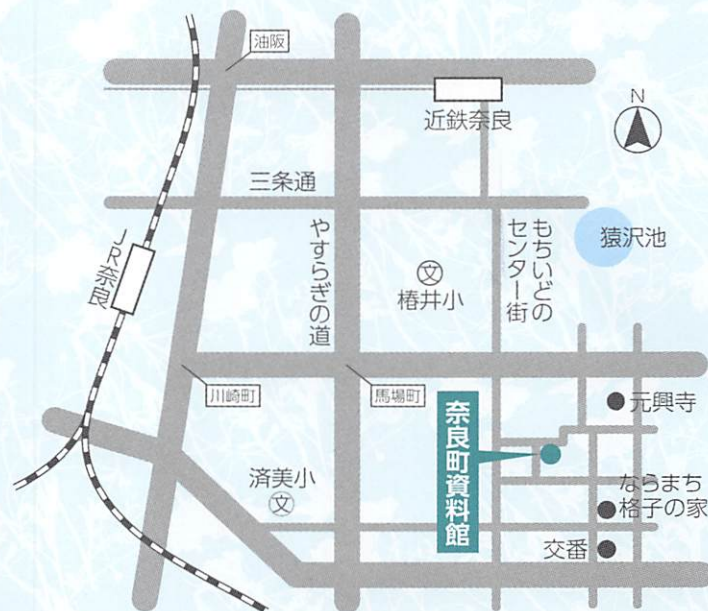 油阪
近鉄奈良
N
三条通
JR奈良
やすらぎの道
文
椿井小
もちいどの
センター街
猿沢池
川崎町
馬場町
奈良町資料館
元興寺
済美小
文
ならまち
格子の家
交番